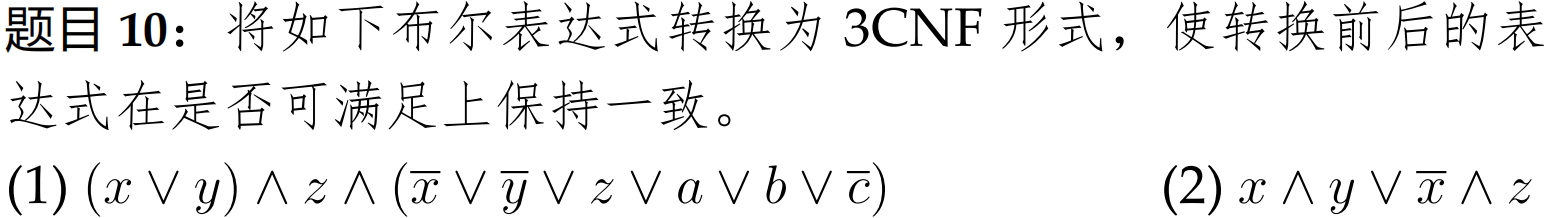 题目 10：将如下布尔表达式转换为 3CNF 形式，使转换前后的表
达式在是否可满足上保持一致。
(1) (x ∨ y) ∧ z ∧ (x̅ ∨ y̅ ∨ z ∨ a ∨ b ∨ c̅) (2) x ∧ y ∨ x̅ ∧ z